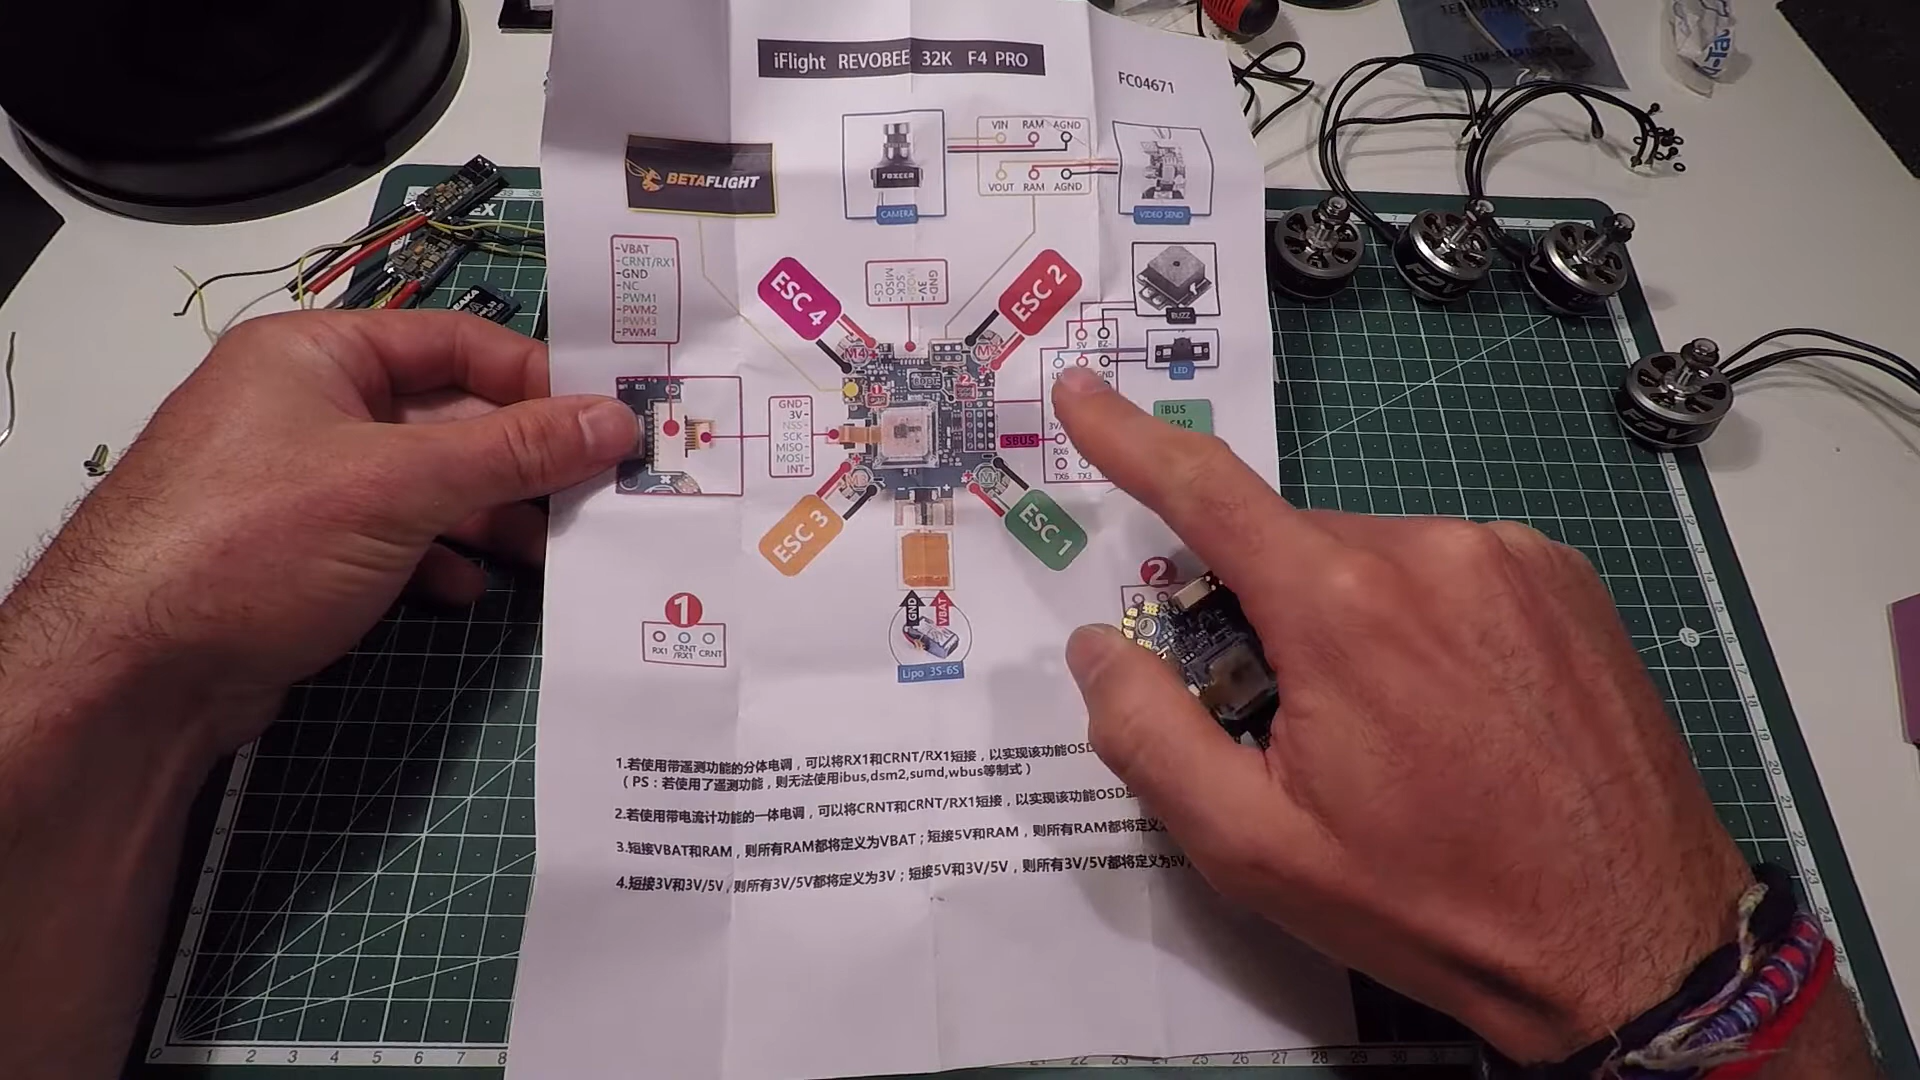 iFlight REVOBEE 32K F4 PRO
FC04671
VIN RAM AGND
VOUT RAM AGND
FOXEER
CAMERA
VIDEO SEND
BETAFLIGHT
-VBAT
-CRNT/RX1
-GND
-NC
-PWM1
-PWM2
-PWM3
-PWM4
ESC 4
MISO
SCK
3V
GND
ESC 2
BUZZ
5V
LED
GND
M4
iBUS
GND-
3V-
NSS-
SCK-
MISO-
MOSI-
INT-
SBUS
RX6
TX6 TX3
M3
M1
ESC 3
ESC 1
GND
VBAT
Lipo 3S-6S
1
RX1 CRNT/RX1 CRNT
2
1.若使用带遥测功能的分体电调，可以将RX1和CRNT/RX1短接，以实现该功能OSD
（PS：若使用了遥测功能，则无法使用ibus,dsm2,sumd,wbus等制式）
2.若使用带电流计功能的一体电调，可以将CRNT和CRNT/RX1短接，以实现该功能OSD
3.短接VBAT和RAM，则所有RAM都将定义为VBAT；短接5V和RAM，则所有RAM都将定义
4.短接3V和3V/5V，则所有3V/5V都将定义为3V；短接5V和3V/5V，则所有3V/5V都将定义为5V